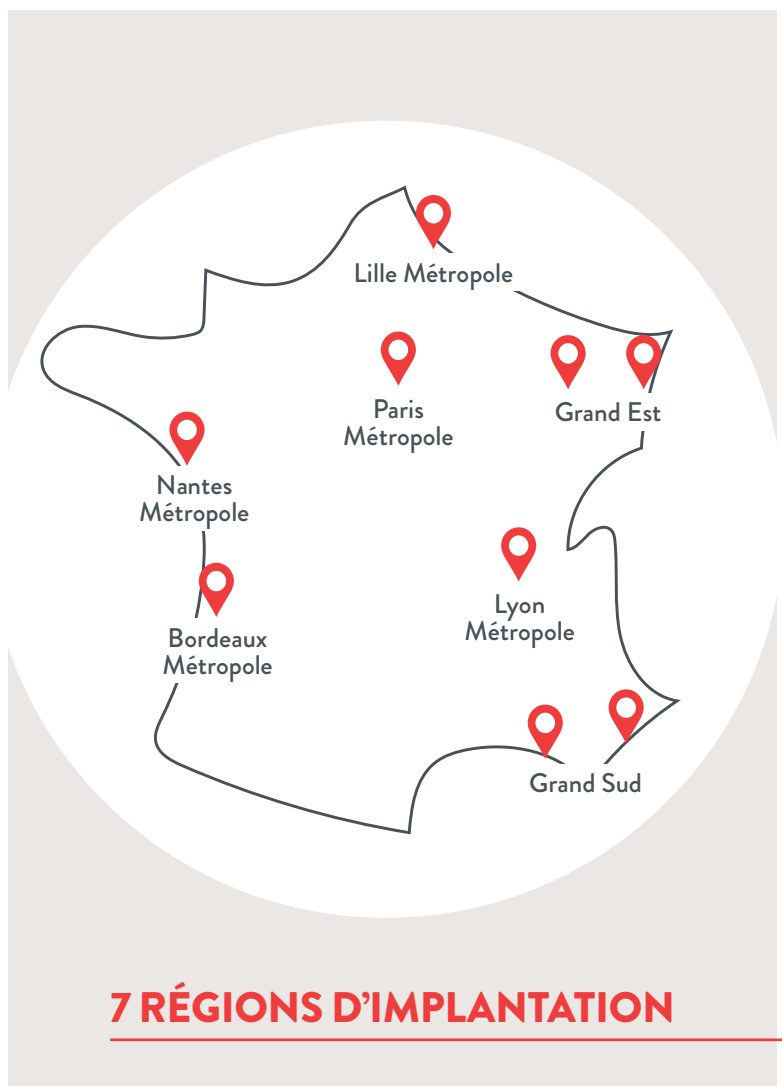 Lille Métropole
Paris
Métropole
Grand Est
Nantes
Métropole
Lyon
Métropole
Bordeaux
Métropole
Grand Sud
7 RÉGIONS D’IMPLANTATION